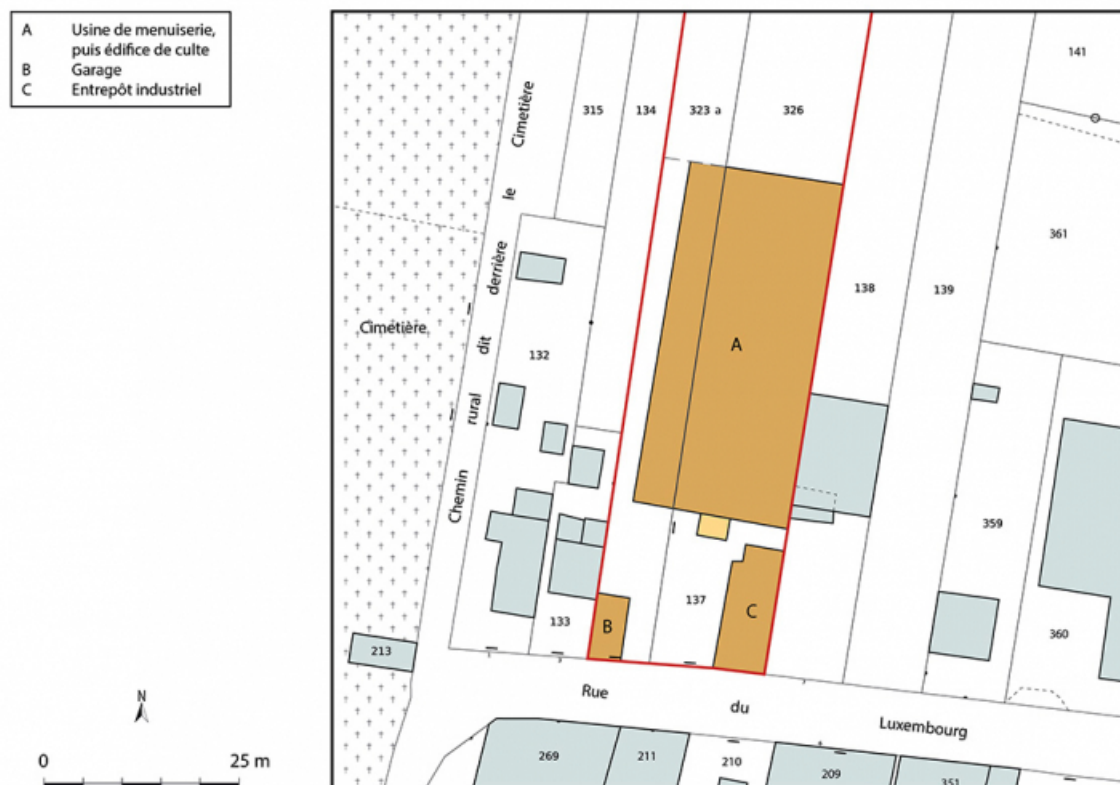 A Usine de menuiserie,
puis édifice de culte
B Garage
C Entrepôt industriel
141
315
134
323 a
326
Chemin rural dit derrière le Cimetière
361
138
139
Cimetière
132
A
359
137
C
B
133
360
213
Rue du Luxembourg
N
0 25 m
269
211
210
209
351